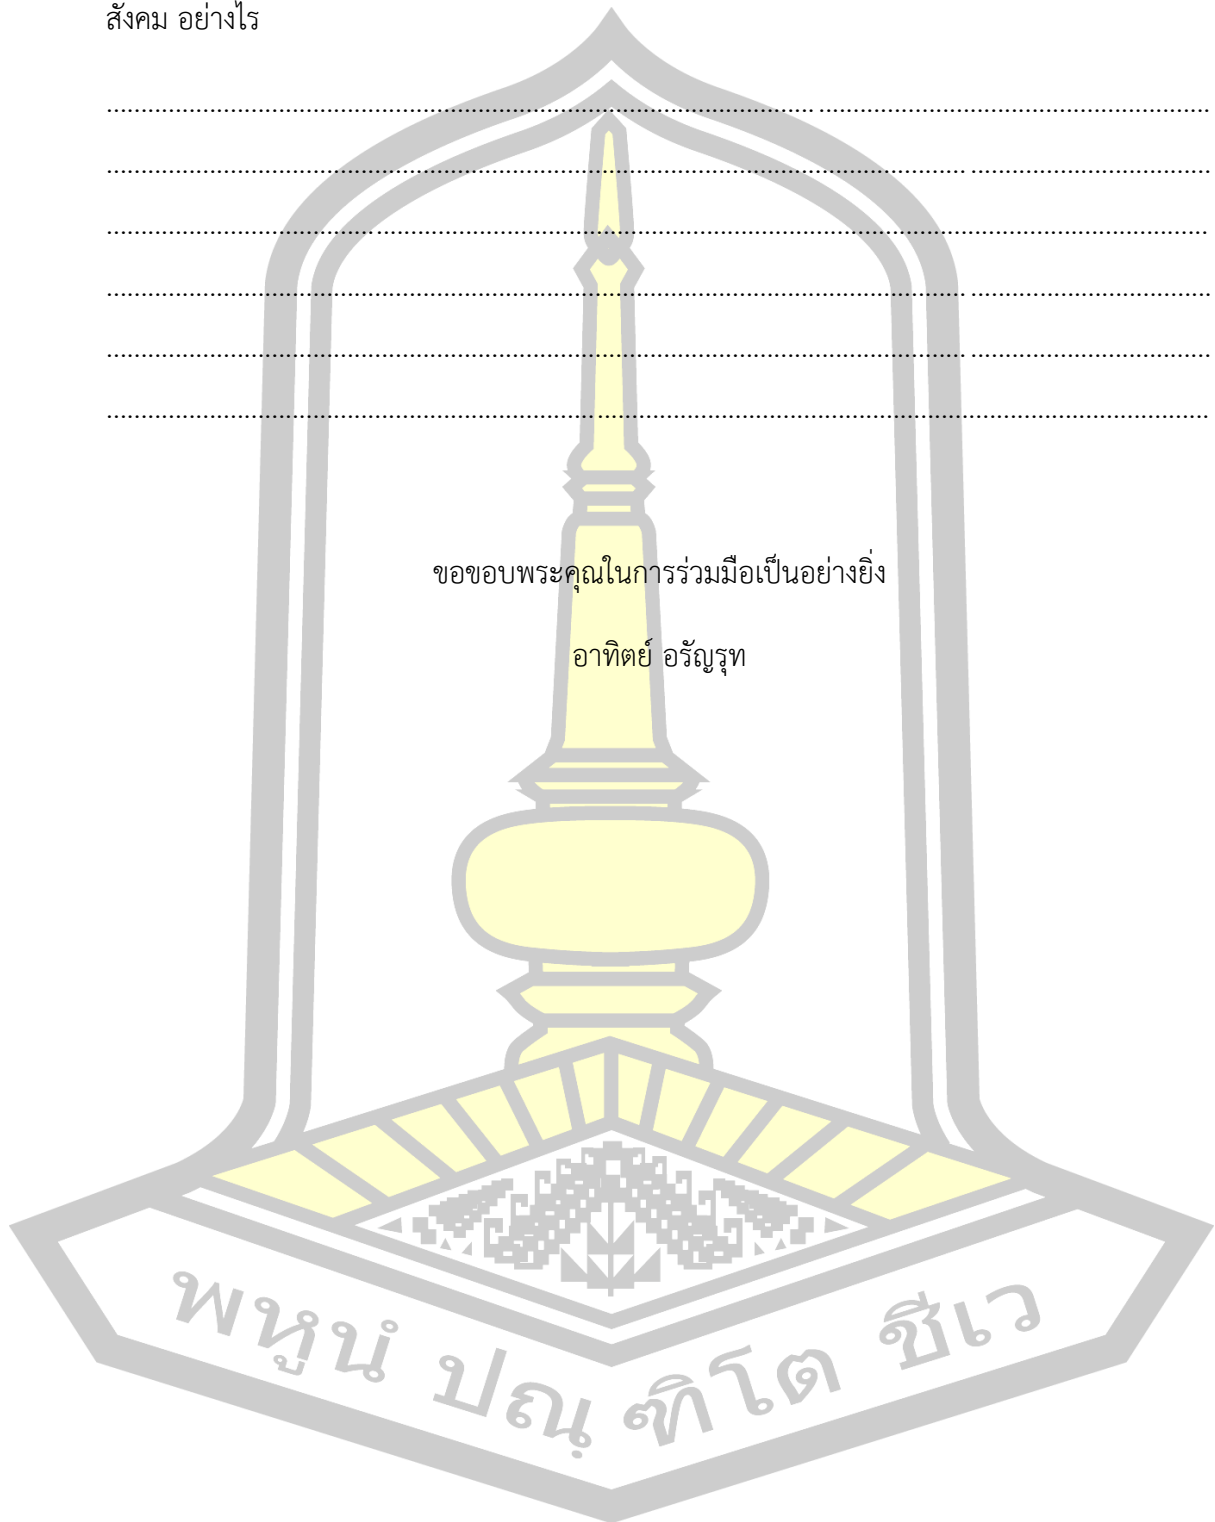 สังคม อย่างไร
........................................................................................................ .........................................................
.............................................................................................................................. ...................................
.................................................................................................................................................................
.............................................................................................................................. ...................................
.............................................................................................................................. ...................................
....................................................................... .........................................................................................
ขอขอบพระคุณในการร่วมมือเป็นอย่างยิ่ง
อาทิตย์ อรัญรุท
พหูนํ ปณฺ ฑิโต ชีเว